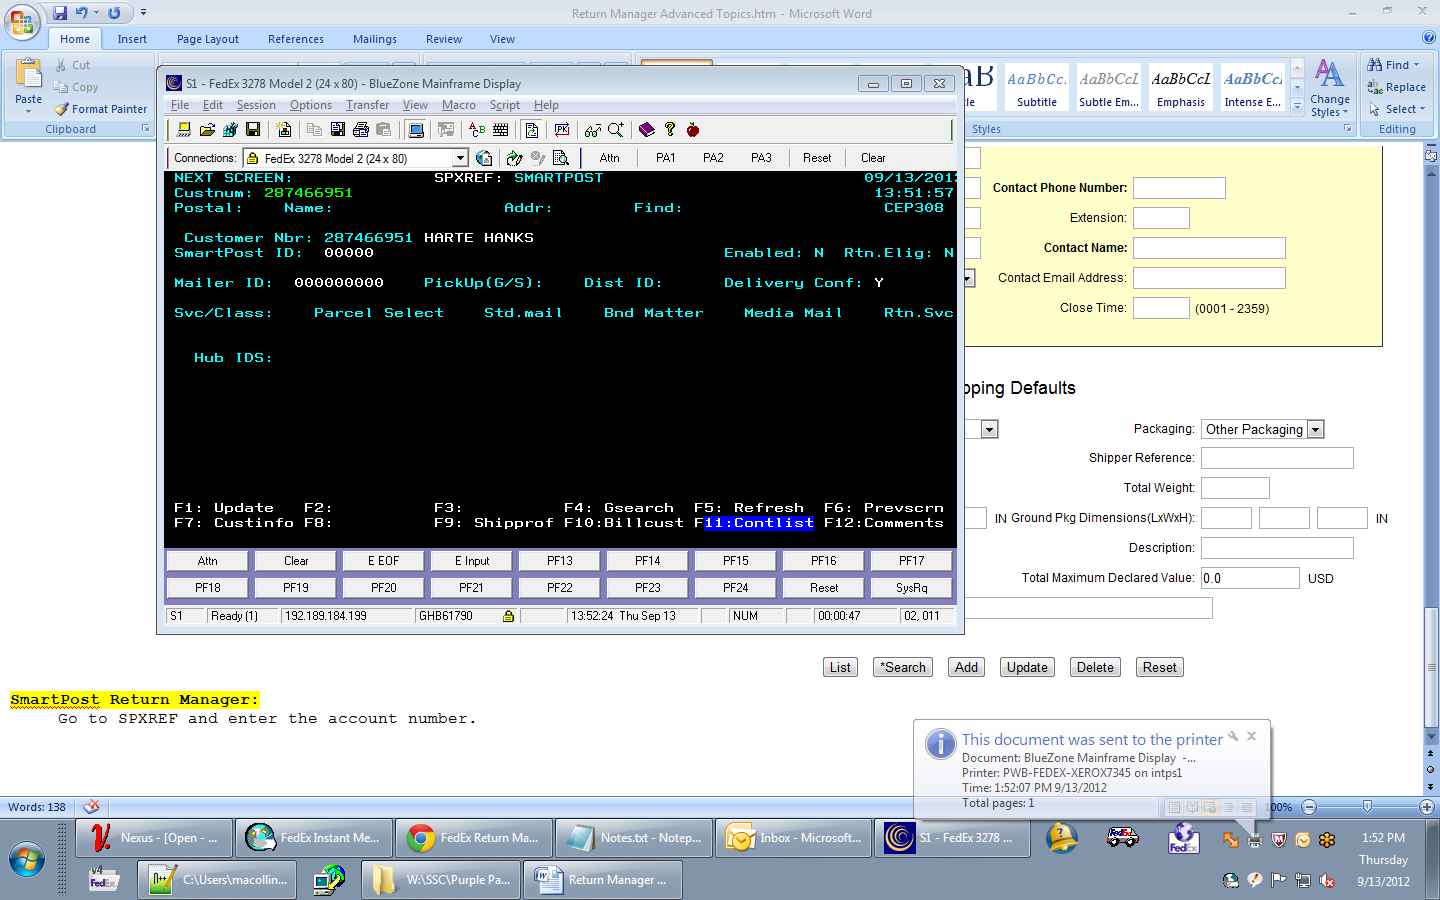 Return Manager Advanced Topics.htm - Microsoft Word
Home Insert Page Layout References Mailings Review View
Paste
Cut
Copy
Format Painter
Clipboard
Subtitle Subtle Em... Emphasis Intense E...
Change Styles
Styles
Find
Replace
Select
Editing
S1 - FedEx 3278 Model 2 (24 x 80) - BlueZone Mainframe Display
File Edit Session Options Transfer View Macro Script Help
Connections: FedEx 3278 Model 2 (24 x 80) Attn PA1 PA2 PA3 Reset Clear
NEXT SCREEN: SPXREF: SMARTPOST 09/13/2012
Custnum: 287466951 13:51:57
Postal: Name: Addr: Find: CEP308
Customer Nbr: 287466951 HARTE HANKS
SmartPost ID: 00000 Enabled: N Rtn.Elig: N
Mailer ID: 000000000 PickUp(G/S): Dist ID: Delivery Conf: Y
Svc/Class: Parcel Select Std.mail Bnd Matter Media Mail Rtn.Svc
Hub IDS:
F1: Update F2: F3: F4: Gsearch F5: Refresh F6: Prevscrn
F7: Custinfo F8: F9: Shipprof F10:Billcust F11:Contlist F12:Comments
Attn Clear E EOF E Input PF13 PF14 PF15 PF16 PF17
PF18 PF19 PF20 PF21 PF22 PF23 PF24 Reset SysRq
S1 Ready (1) 192.189.184.199 GHB61790 13:52:24 Thu Sep 13 NUM 00:00:47 02, 011
Contact Phone Number:
Extension:
Contact Name:
Contact Email Address:
Close Time: (0001 - 2359)
pping Defaults
Packaging: Other Packaging
Shipper Reference:
Total Weight:
IN Ground Pkg Dimensions(LxWxH): IN
Description:
Total Maximum Declared Value: 0.0 USD
List *Search Add Update Delete Reset
SmartPost Return Manager:
Go to SPXREF and enter the account number.
This document was sent to the printer
Document: BlueZone Mainframe Display -...
Printer: PWB-FEDEX-XEROX7345 on intps1
Time: 1:52:07 PM 9/13/2012
Total pages: 1
Words: 138
100%
Nexus - [Open - ... FedEx Instant Me... FedEx Return Ma... Notes.txt - Notep... Inbox - Microsoft... S1 - FedEx 3278 ...
1:52 PM
Thursday
9/13/2012
v4 FedEx C:\Users\macollin... W:\SSC\Purple Pa... Return Manager ...